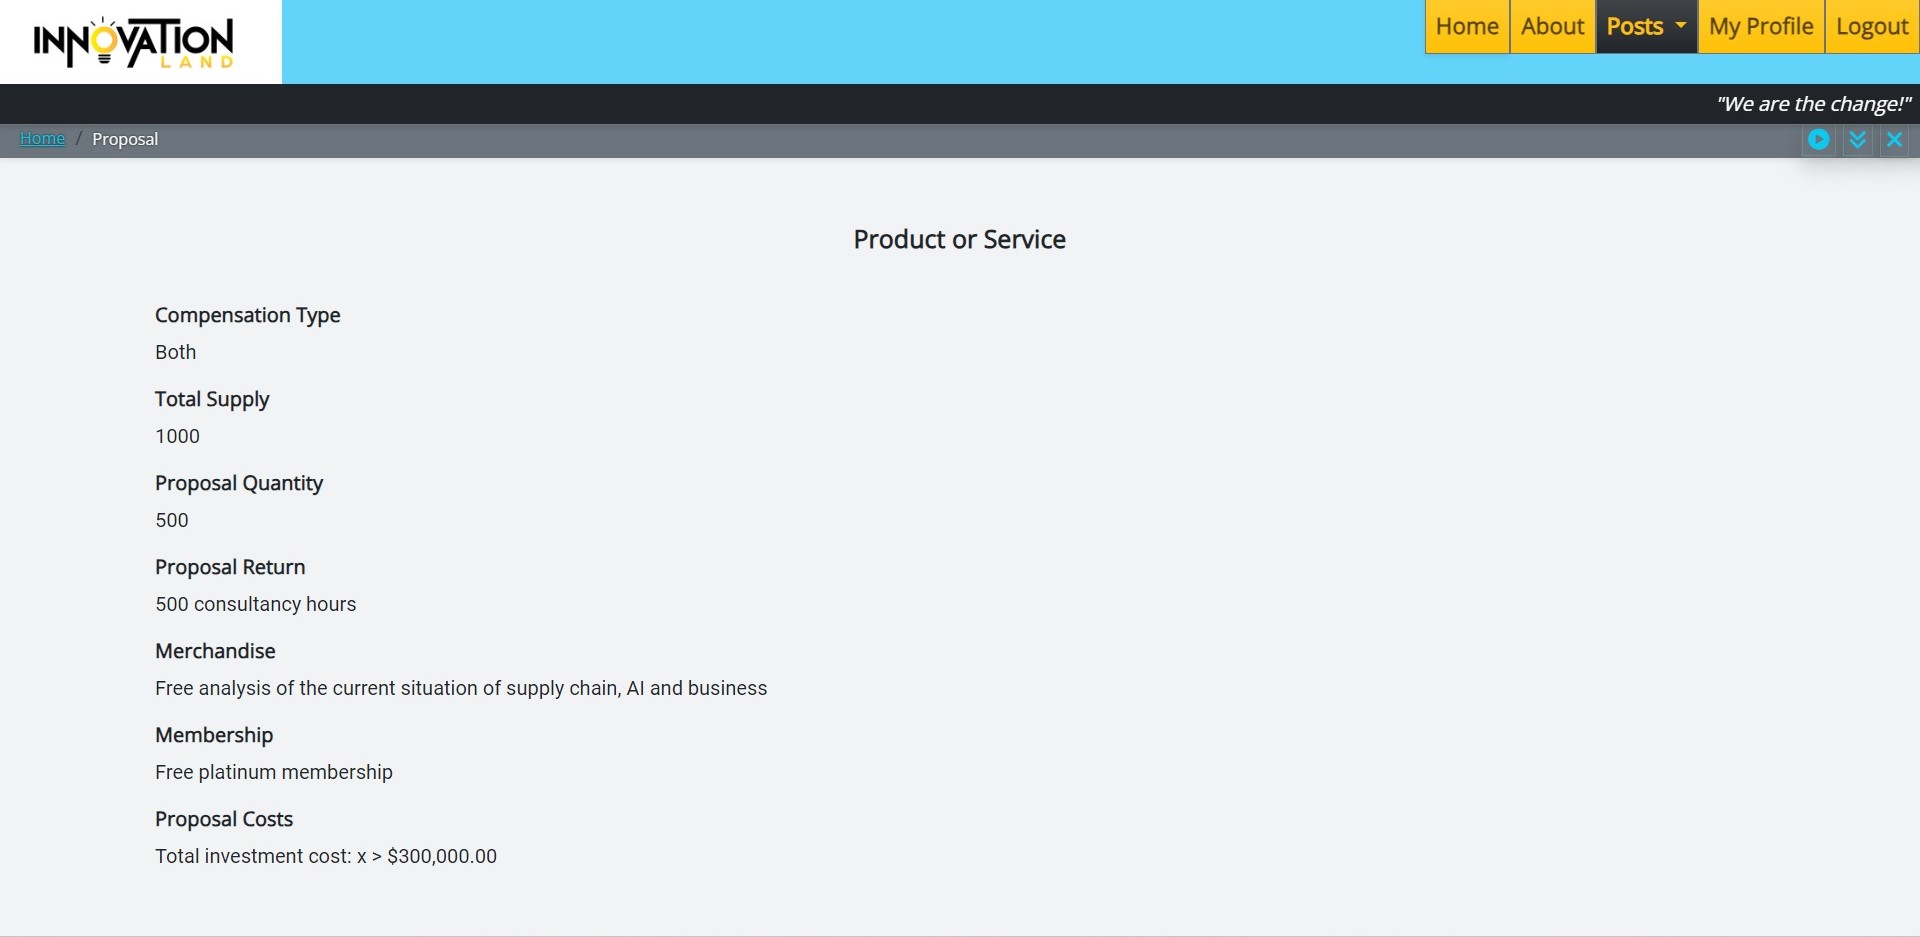 INNOVATION
LAND
Home About Posts My Profile Logout
"We are the change!"
Home / Proposal
Product or Service
Compensation Type
Both
Total Supply
1000
Proposal Quantity
500
Proposal Return
500 consultancy hours
Merchandise
Free analysis of the current situation of supply chain, AI and business
Membership
Free platinum membership
Proposal Costs
Total investment cost: x > $300,000.00